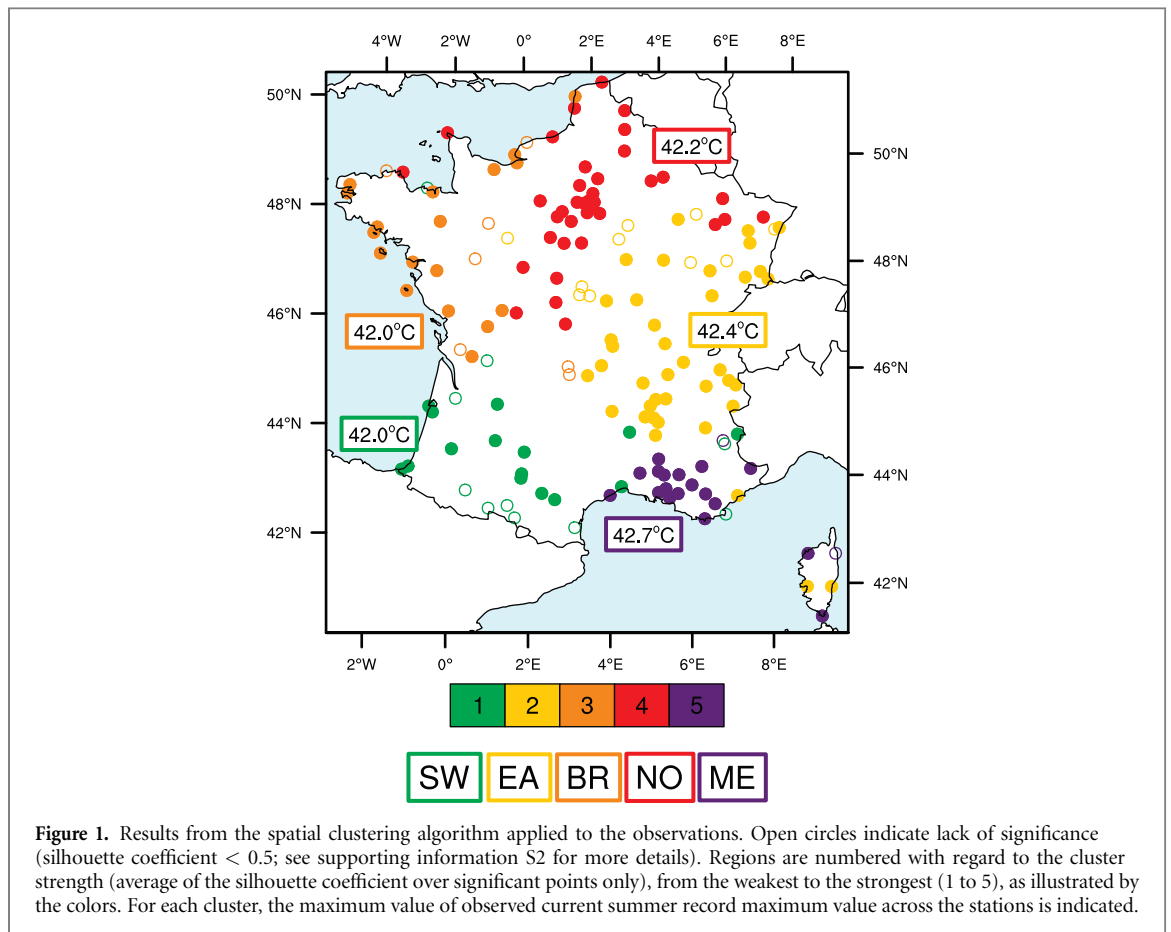 4°W 2°W 0° 2°E 4°E 6°E 8°E
50°N
42.2°C
50°N
48°N
48°N
46°N
42.0°C
42.4°C
46°N
44°N
42.0°C
44°N
42°N
42.7°C
42°N
2°W 0° 2°E 4°E 6°E 8°E
1 2 3 4 5
SW EA BR NO ME
Figure 1. Results from the spatial clustering algorithm applied to the observations. Open circles indicate lack of significance
(silhouette coefficient < 0.5; see supporting information S2 for more details). Regions are numbered with regard to the cluster
strength (average of the silhouette coefficient over significant points only), from the weakest to the strongest (1 to 5), as illustrated by
the colors. For each cluster, the maximum value of observed current summer record maximum value across the stations is indicated.